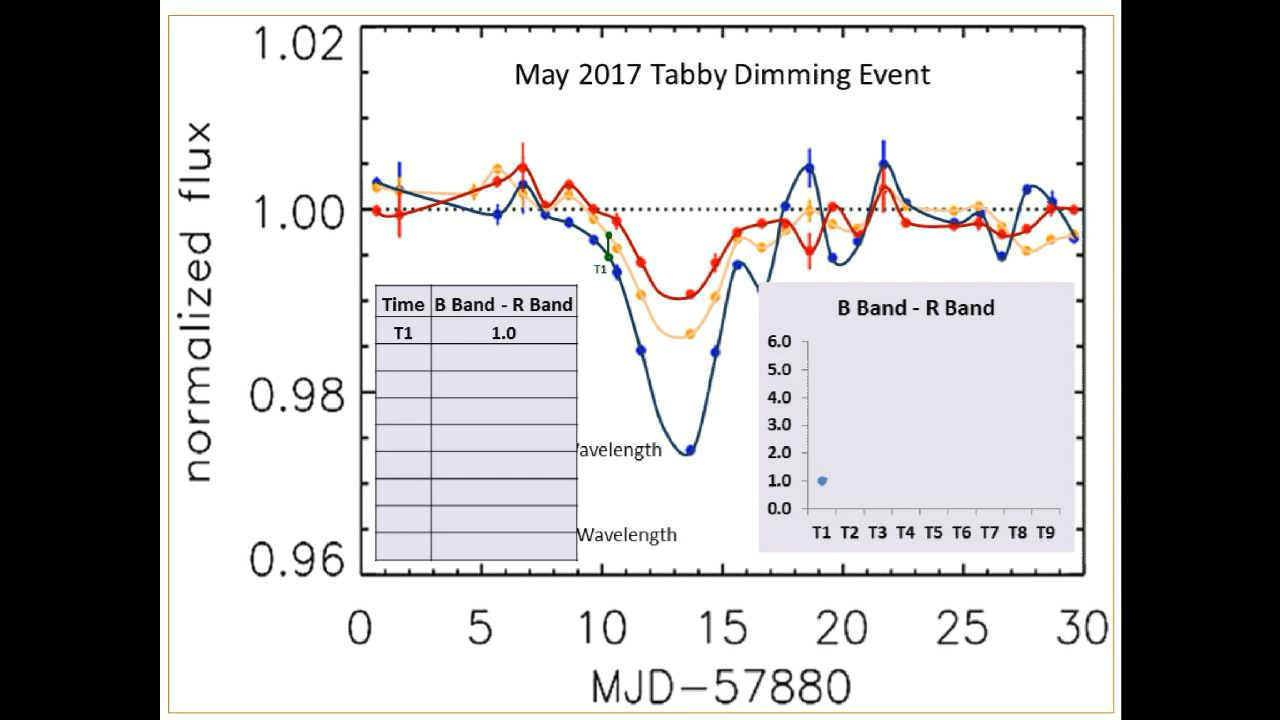 May 2017 Tabby Dimming Event
normalized flux
1.02
1.00
0.98
0.96
T1
Time B Band - R Band
T1 1.0
Wavelength
B Band - R Band
6.0
5.0
4.0
3.0
2.0
1.0
0.0
T1 T2 T3 T4 T5 T6 T7 T8 T9
0 5 10 15 20 25 30
MJD-57880